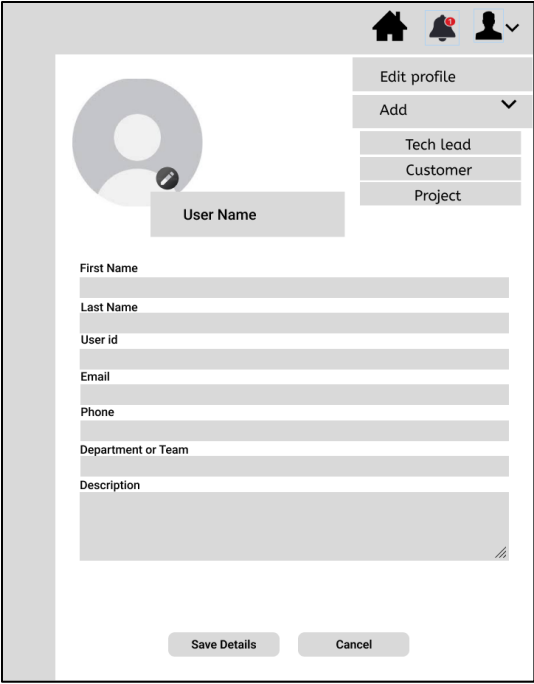 1
Edit profile
Add
Tech lead
Customer
Project
User Name
First Name
Last Name
User id
Email
Phone
Department or Team
Description
Save Details
Cancel